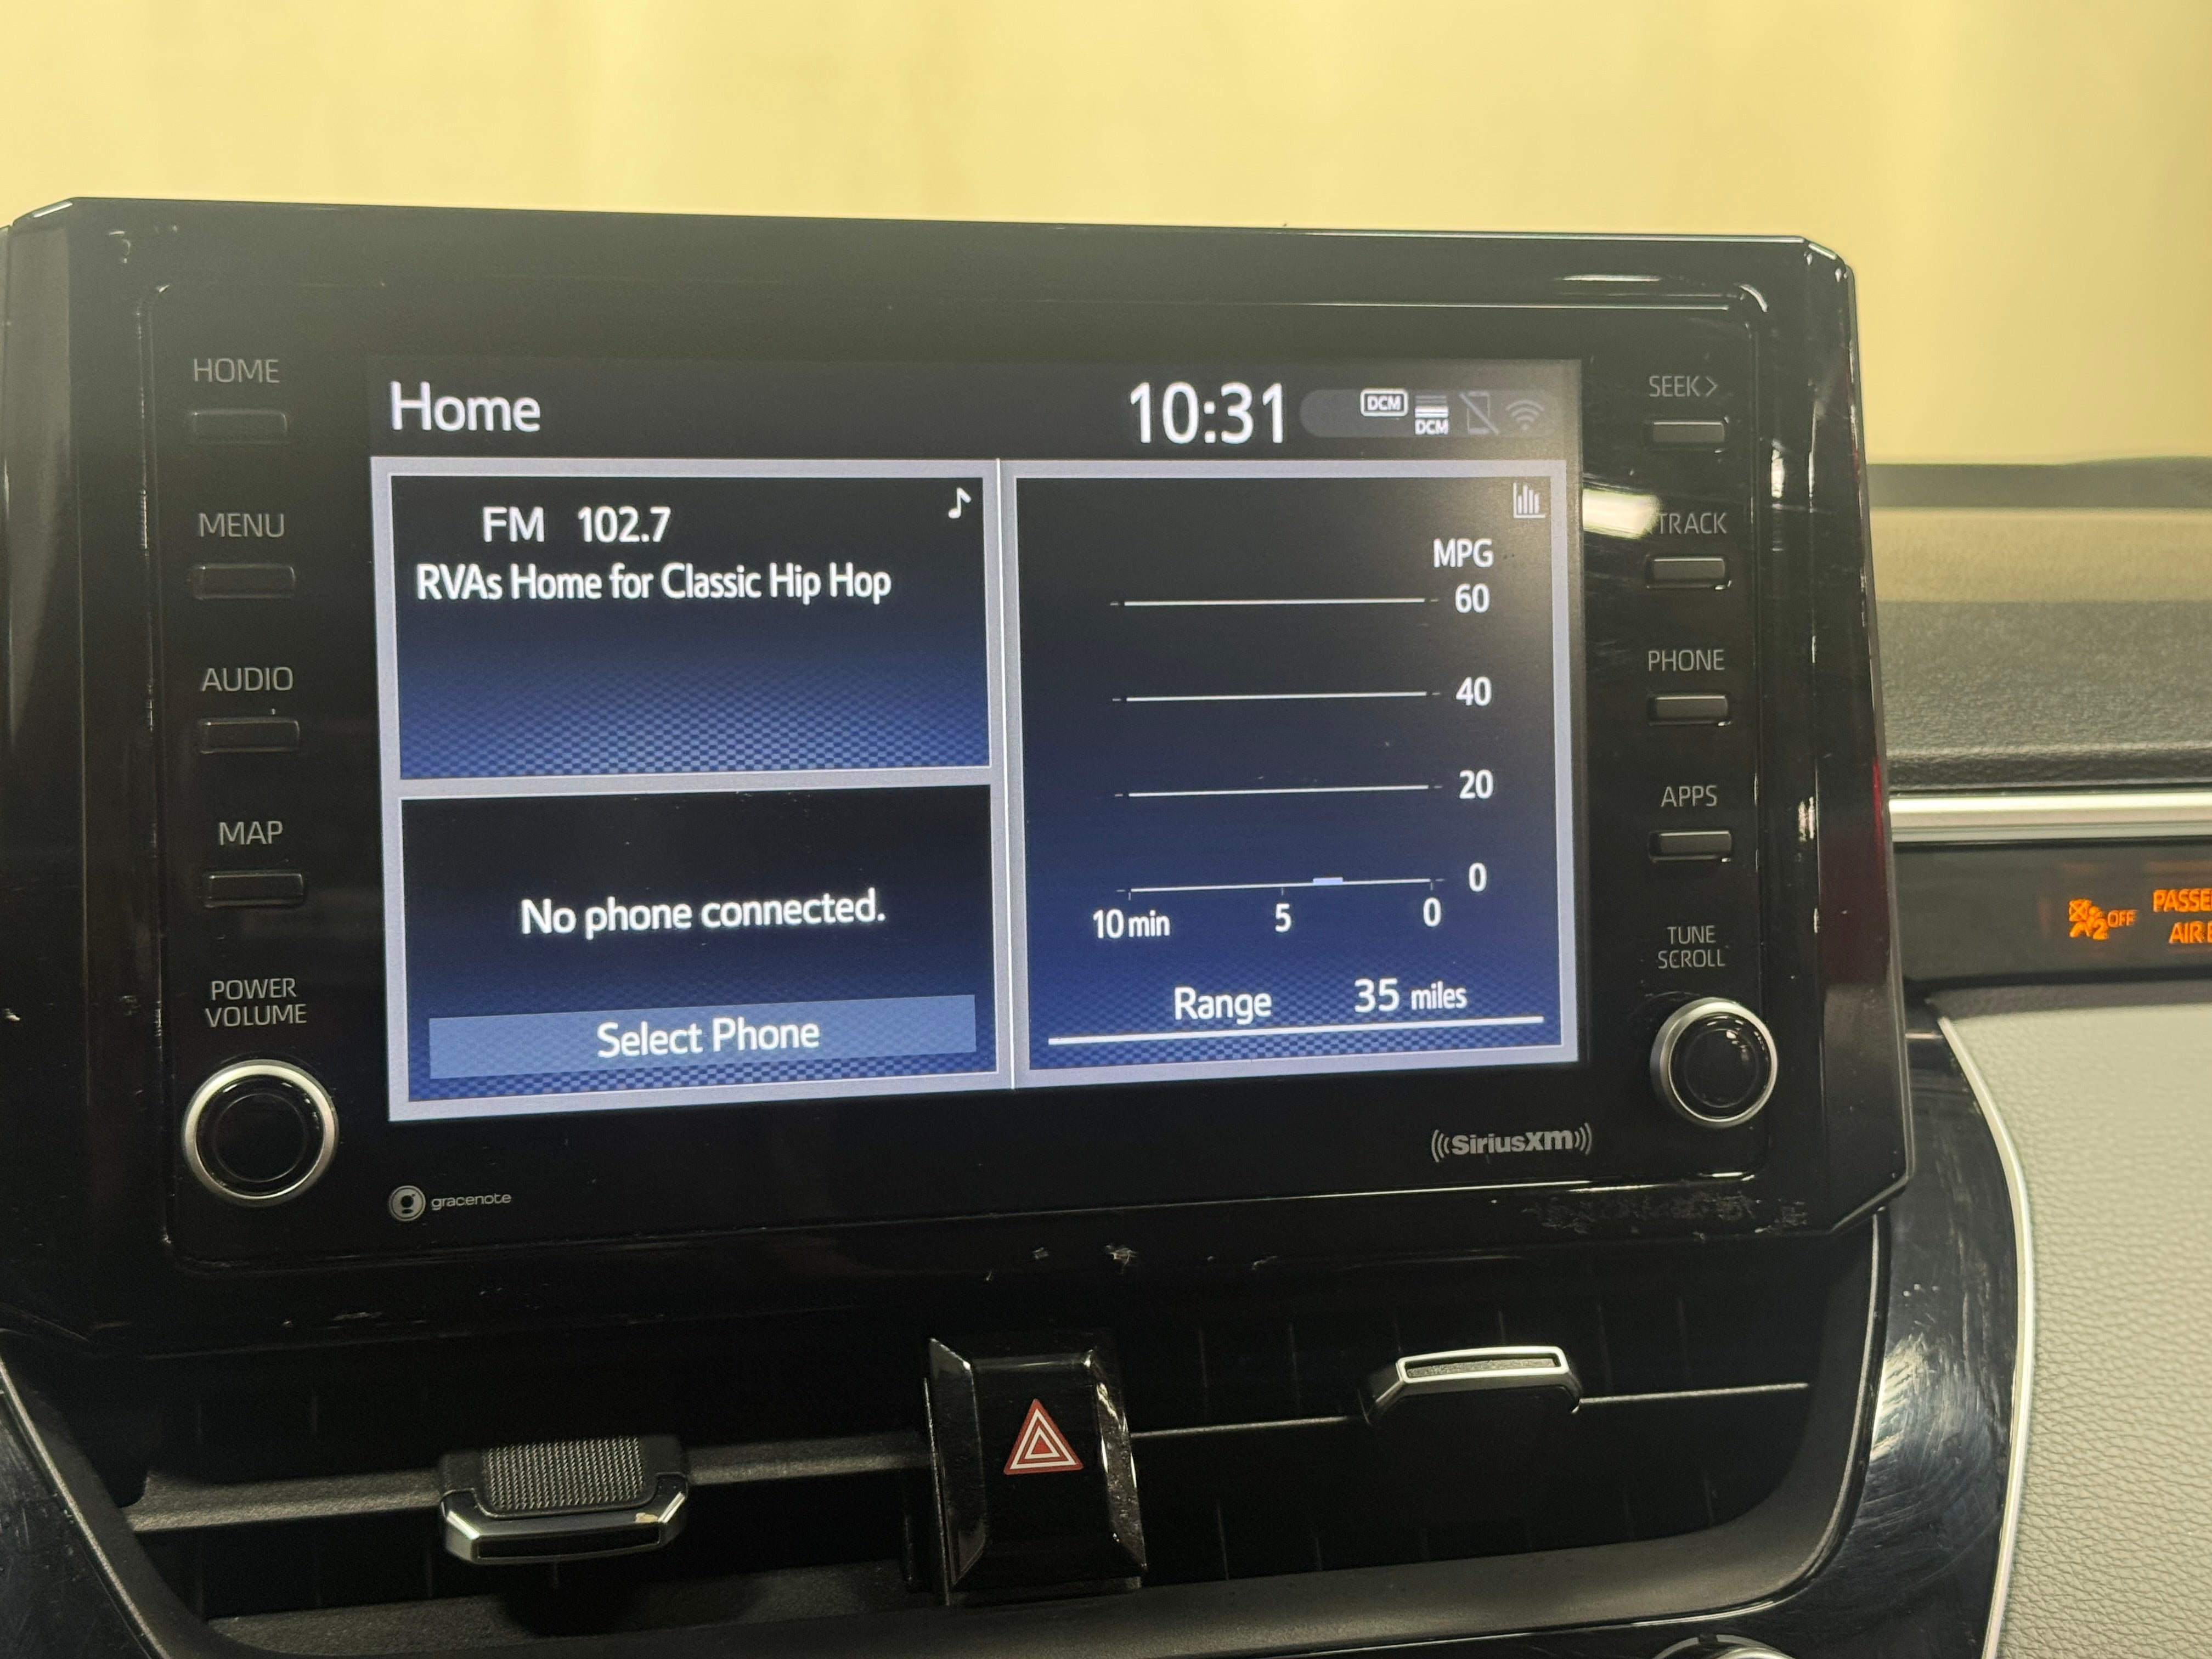 HOME
MENU
AUDIO
MAP
POWER
VOLUME
Home
10:31
DCM
DCM
FM 102.7
RVAs Home for Classic Hip Hop
No phone connected.
Select Phone
MPG
60
40
20
0
10 min 5 0
Range 35 miles
SEEK >
TRACK
PHONE
APPS
TUNE
SCROLL
gracenote
((SiriusXM))
2 OFF